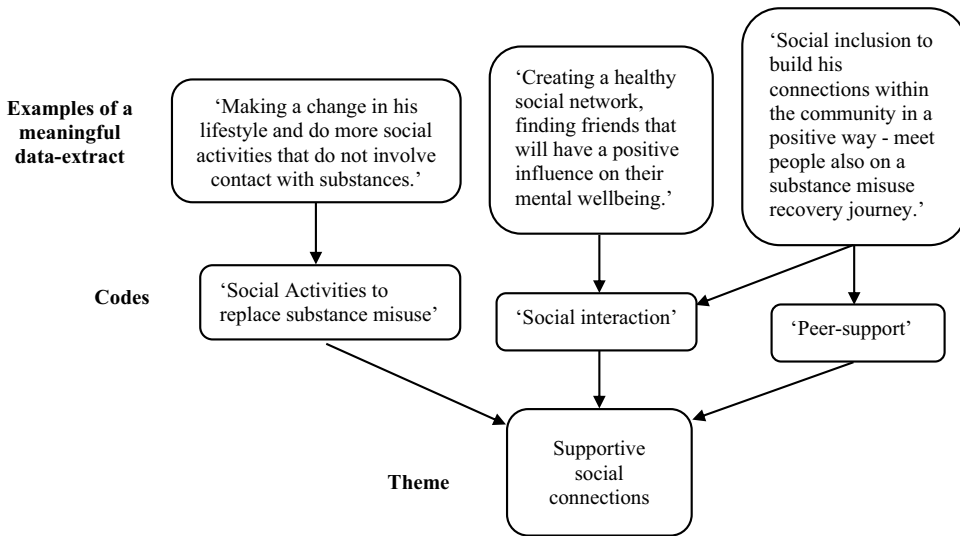 Examples of a
meaningful
data-extract
‘Making a change in his
lifestyle and do more social
activities that do not involve
contact with substances.’
‘Creating a healthy
social network,
finding friends that
will have a positive
influence on their
mental wellbeing.’
‘Social inclusion to
build his
connections within
the community in a
positive way - meet
people also on a
substance misuse
recovery journey.’
Codes
‘Social Activities to
replace substance misuse’
‘Social interaction’
‘Peer-support’
Theme
Supportive
social
connections